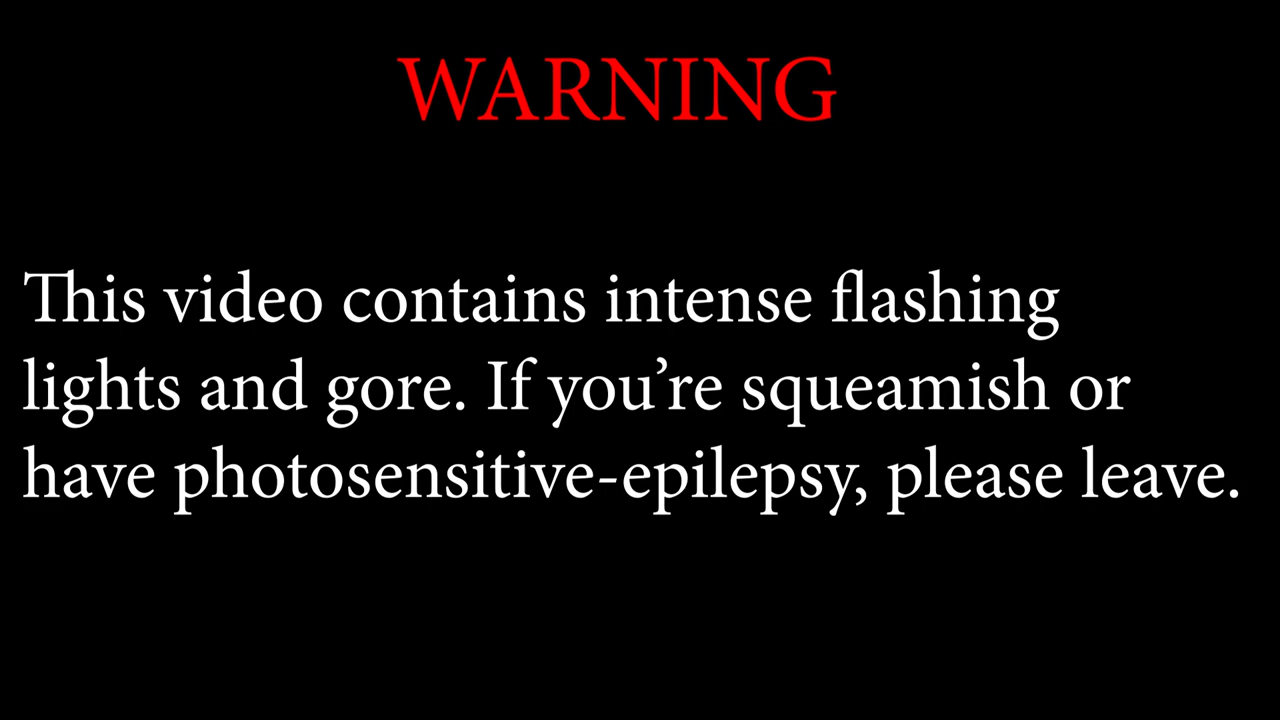 WARNING
This video contains intense flashing
lights and gore. If you’re squeamish or
have photosensitive-epilepsy, please leave.